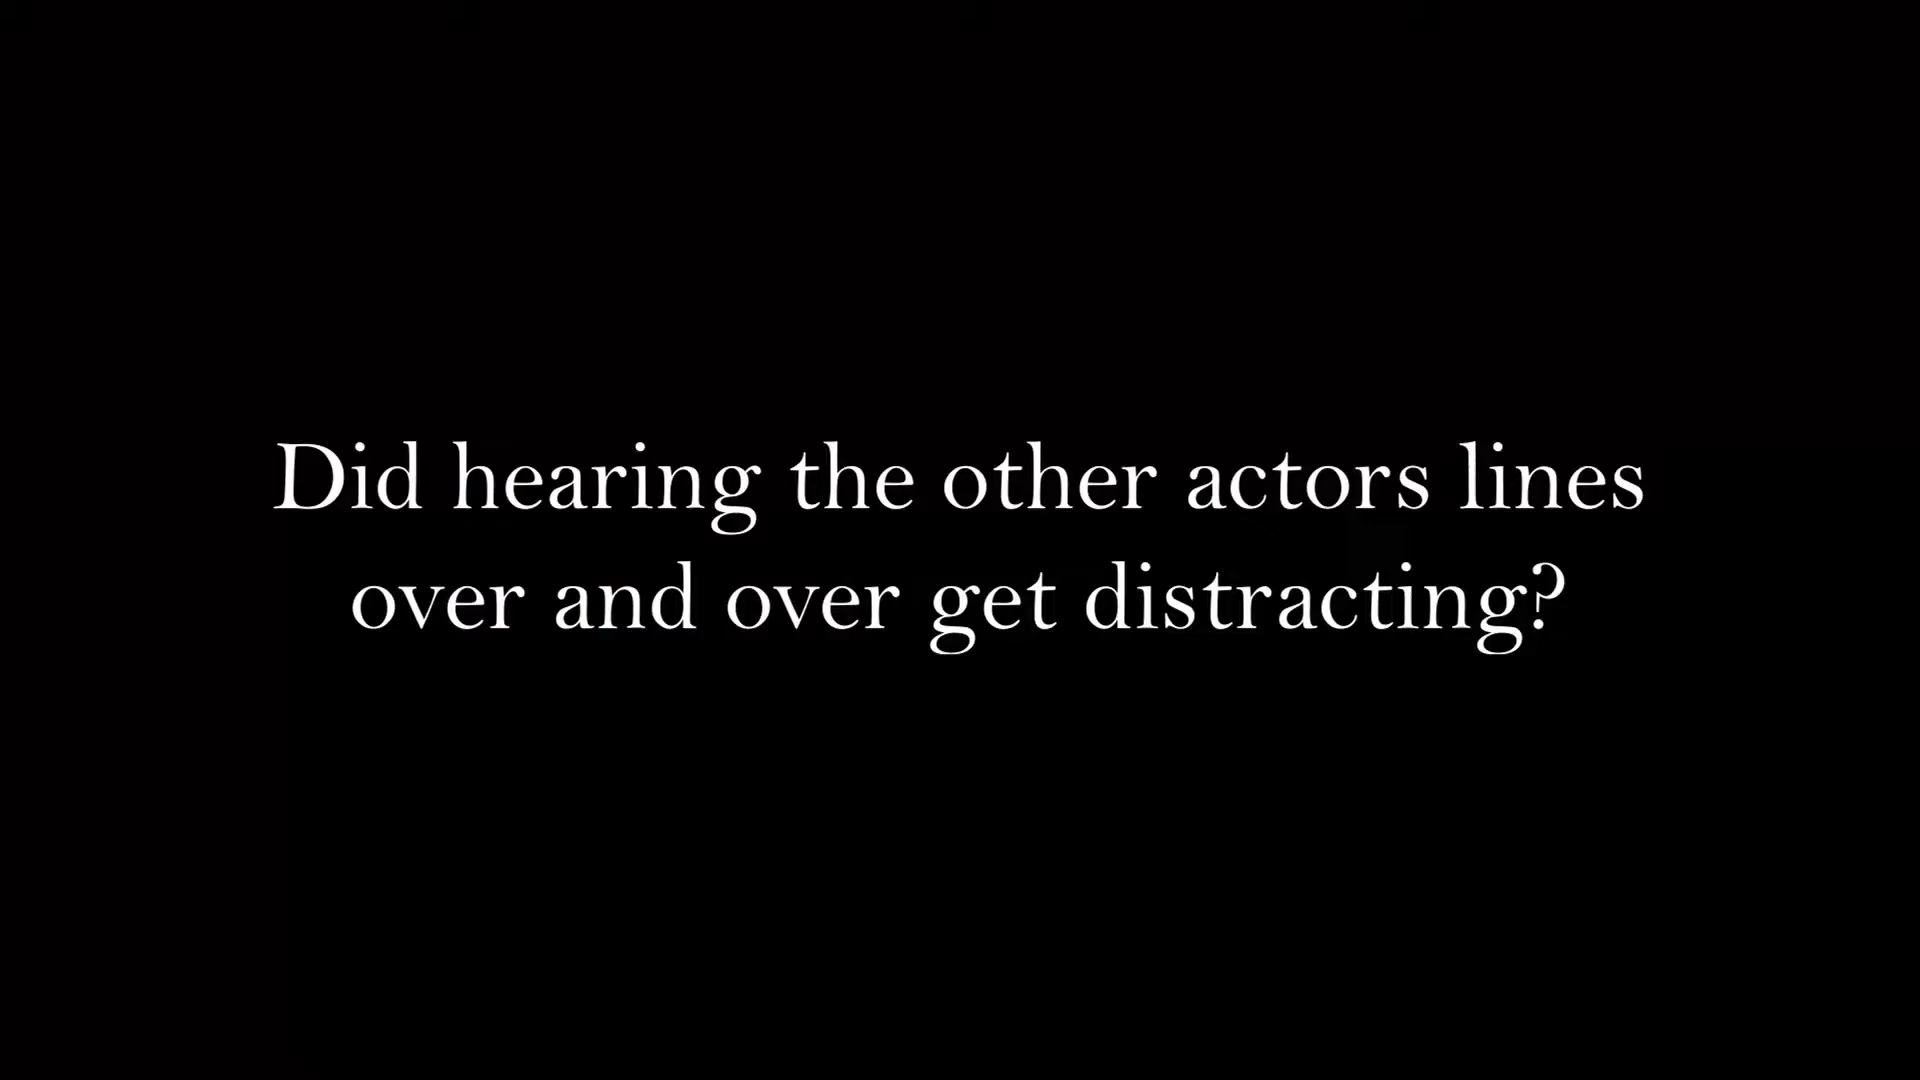 Did hearing the other actors lines
over and over get distracting?